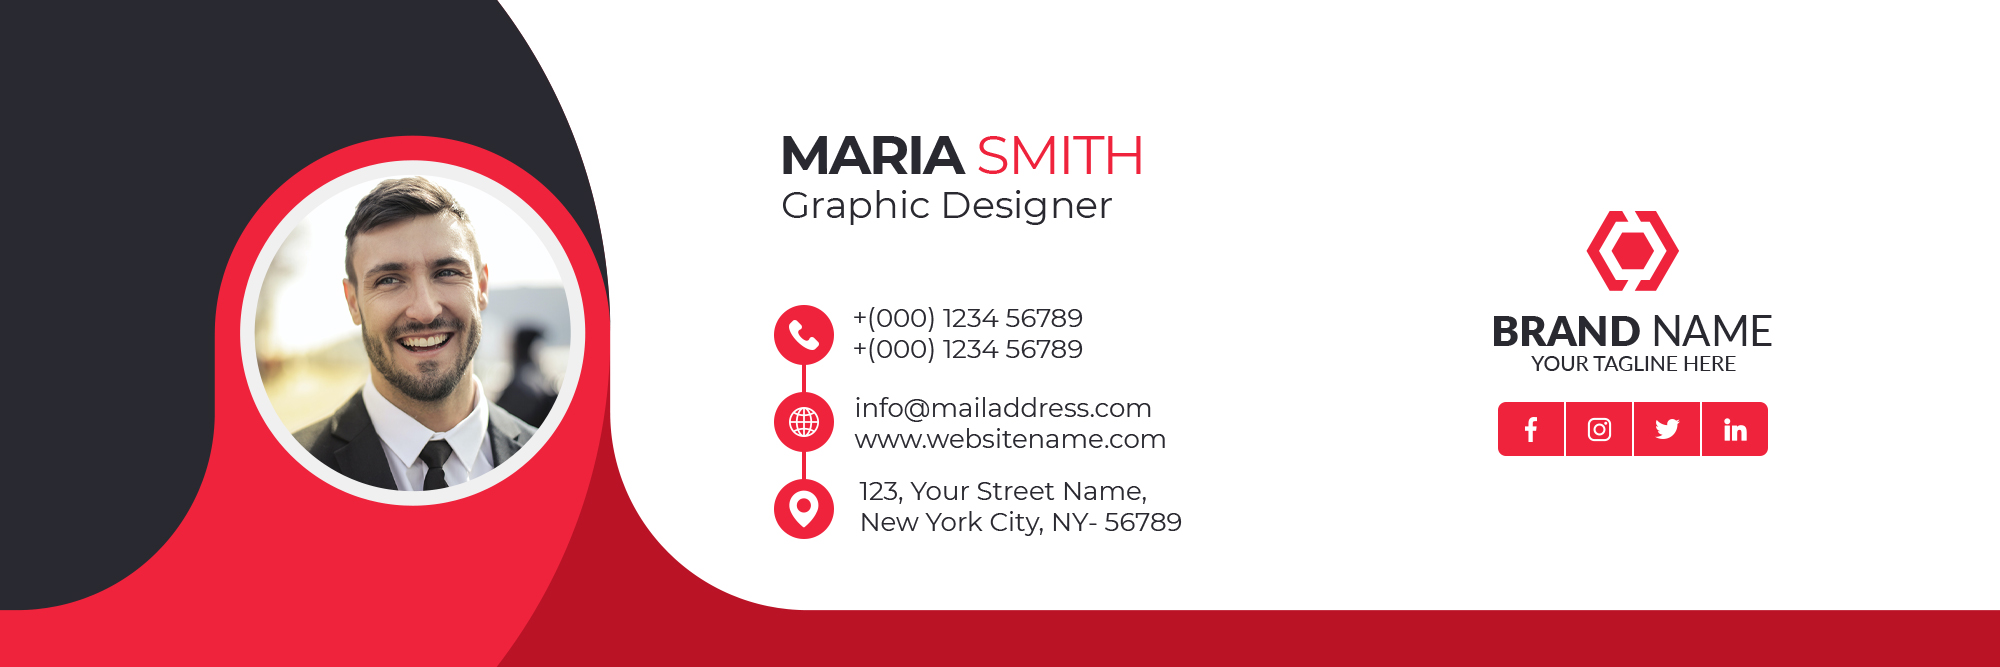 MARIA SMITH
Graphic Designer
+(000) 1234 56789
+(000) 1234 56789
info@mailaddress.com
www.websitename.com
123, Your Street Name,
New York City, NY- 56789
BRAND NAME
YOUR TAGLINE HERE